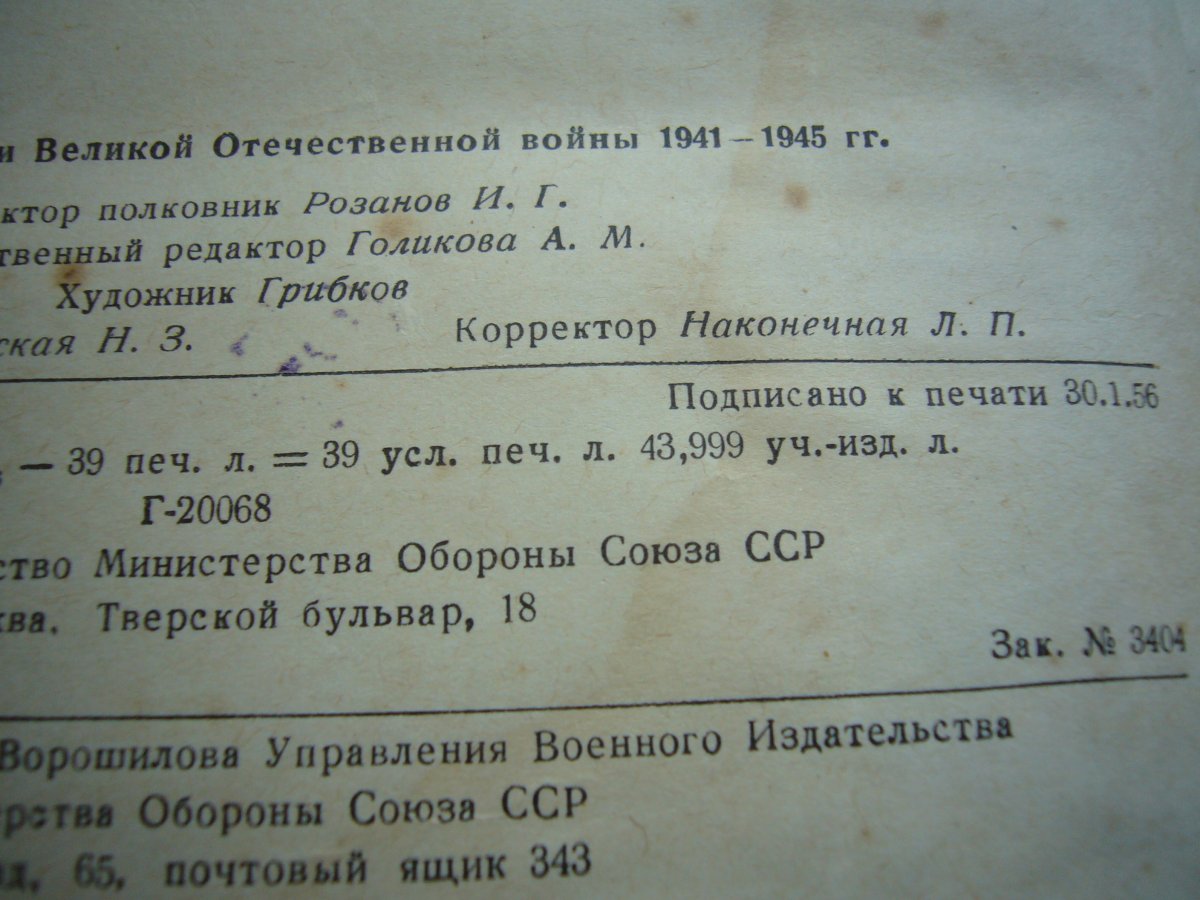 и Великой Отечественной войны 1941—1945 гг.
ктор полковник Розанов И. Г.
твенный редактор Голикова А. М.
Художник Грибков
ская Н. З. Корректор Наконечная Л. П.
Подписано к печати 30.1.56
— 39 печ. л. = 39 усл. печ. л. 43,999 уч.-изд. л.
Г-20068
ство Министерства Обороны Союза ССР
ква. Тверской бульвар, 18
Зак. № 3404
Ворошилова Управления Военного Издательства
ерства Обороны Союза ССР
ад, 65, почтовый ящик 343